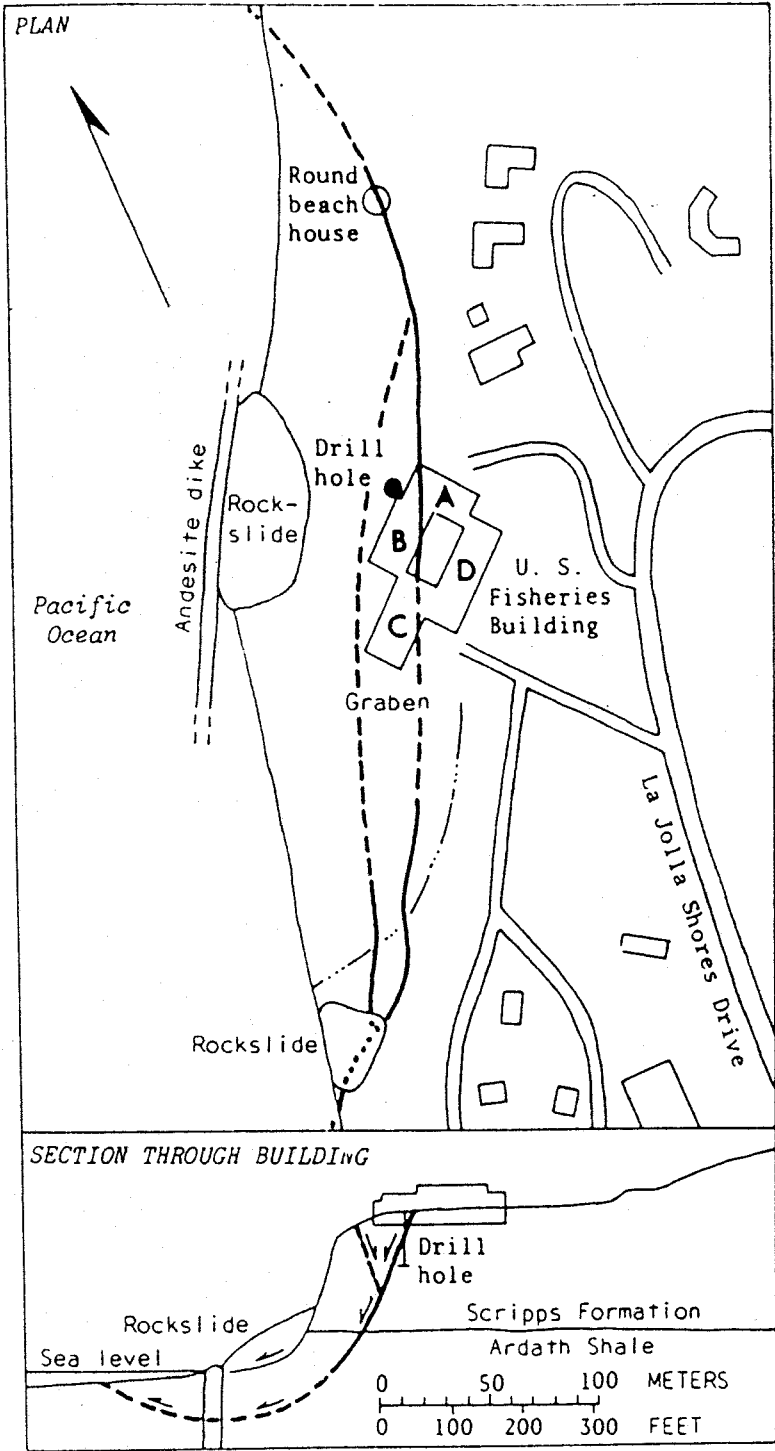 PLAN
Round
beach
house
Drill
hole
Andesite dike
Rock-
slide
A
B
D
C
U. S.
Fisheries
Building
Pacific
Ocean
Graben
La Jolla Shores Drive
Rockslide
SECTION THROUGH BUILDING
Drill
hole
Rockslide
Scripps Formation
Sea level
Ardath Shale
0 50 100 METERS
0 100 200 300 FEET